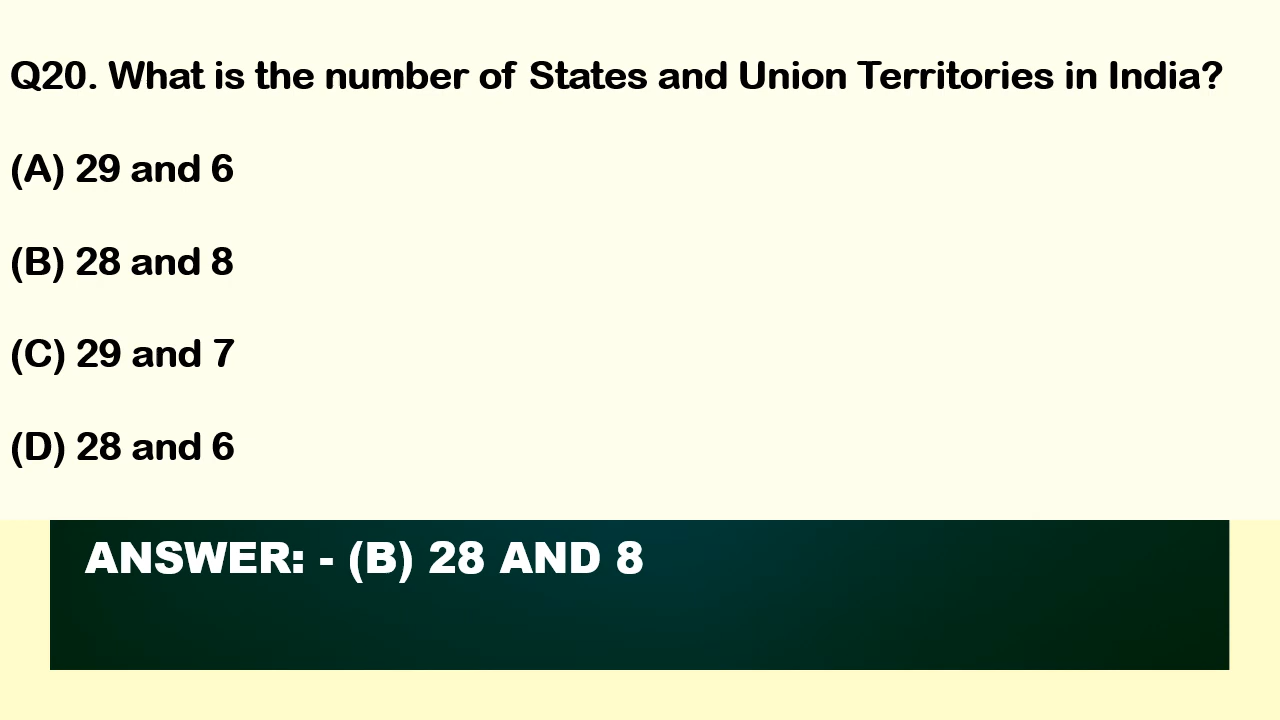 Q20. What is the number of States and Union Territories in India?
(A) 29 and 6
(B) 28 and 8
(C) 29 and 7
(D) 28 and 6
ANSWER: - (B) 28 AND 8